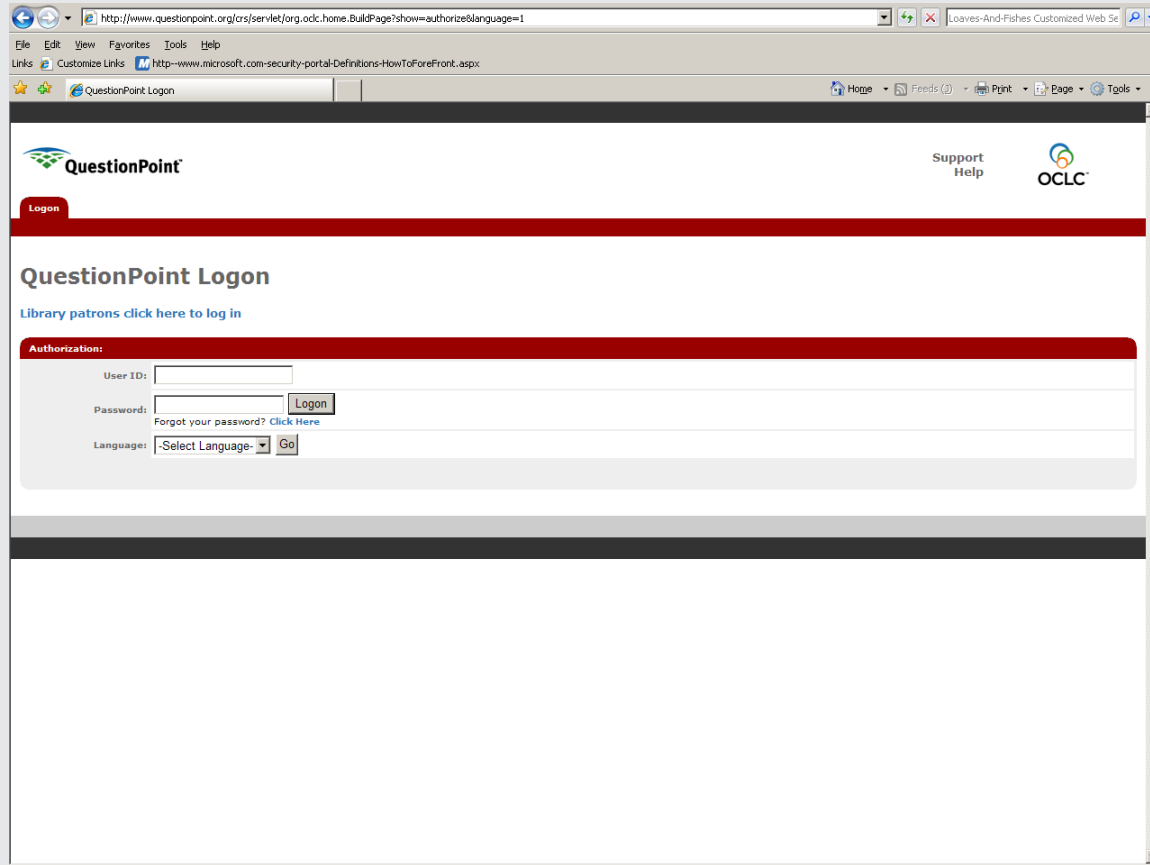 http://www.questionpoint.org/crs/servlet/org.oclc.home.BuildPage?show=authorize&language=1
Loaves-And-Fishes Customized Web Se
File Edit View Favorites Tools Help
Links Customize Links http--www.microsoft.com-security-portal-Definitions-HowToForeFront.aspx
QuestionPoint Logon Home Feeds (J) Print Page Tools
QuestionPoint
Support
Help
OCLC
Logon
QuestionPoint Logon
Library patrons click here to log in
Authorization:
User ID:
Password: Logon
Forgot your password? Click Here
Language: -Select Language- Go